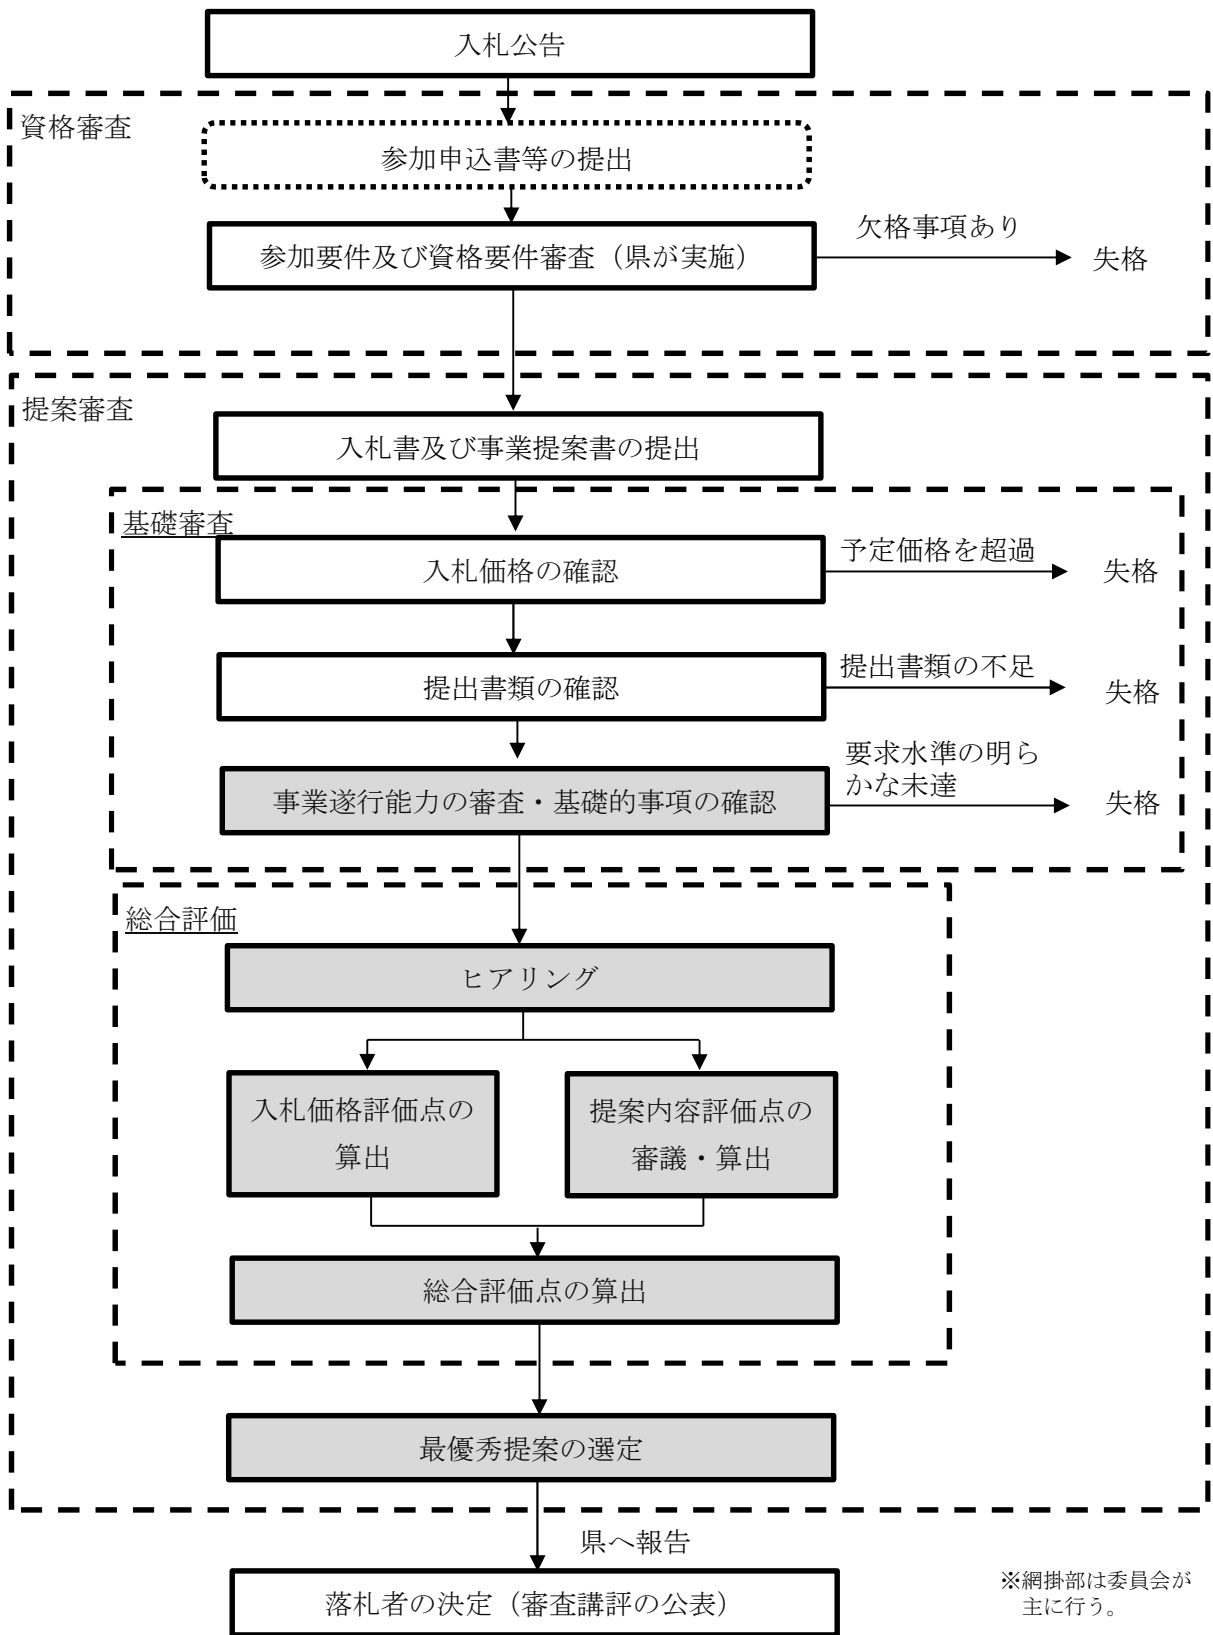 入札公告
資格審査
参加申込書等の提出
参加要件及び資格要件審査（県が実施）
欠格事項あり
失格
提案審査
入札書及び事業提案書の提出
基礎審査
入札価格の確認
予定価格を超過
失格
提出書類の確認
提出書類の不足
失格
事業遂行能力の審査・基礎的事項の確認
要求水準の明ら
かな未達
失格
総合評価
ヒアリング
入札価格評価点の
算出
提案内容評価点の
審議・算出
総合評価点の算出
最優秀提案の選定
県へ報告
落札者の決定（審査講評の公表）
※網掛部は委員会が
主に行う。